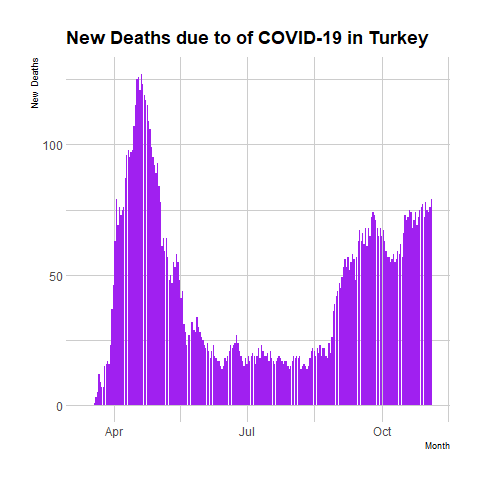 New Deaths due to of COVID-19 in Turkey
New Deaths
100
50
0
Apr Jul Oct
Month